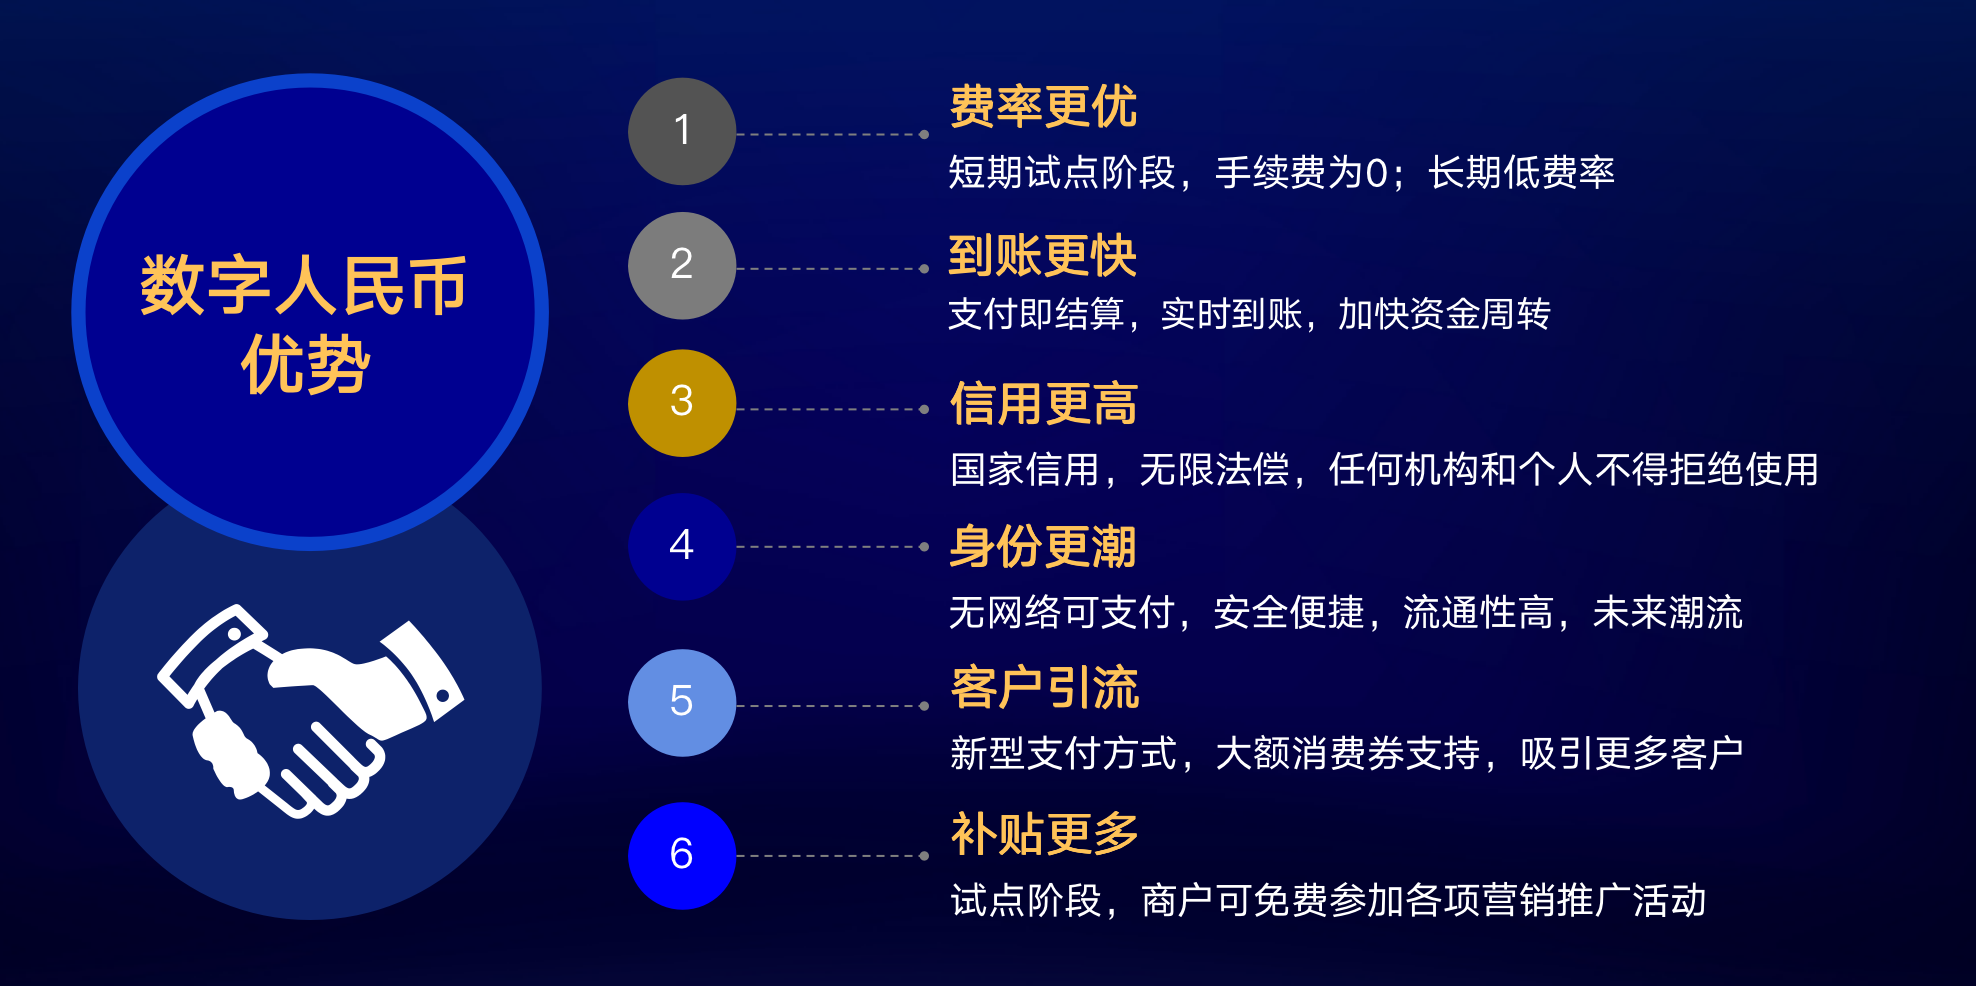 数字人民币
优势
1
费率更优
短期试点阶段，手续费为0；长期低费率
2
到账更快
支付即结算，实时到账，加快资金周转
3
信用更高
国家信用，无限法偿，任何机构和个人不得拒绝使用
4
身份更潮
无网络可支付，安全便捷，流通性高，未来潮流
5
客户引流
新型支付方式，大额消费券支持，吸引更多客户
6
补贴更多
试点阶段，商户可免费参加各项营销推广活动